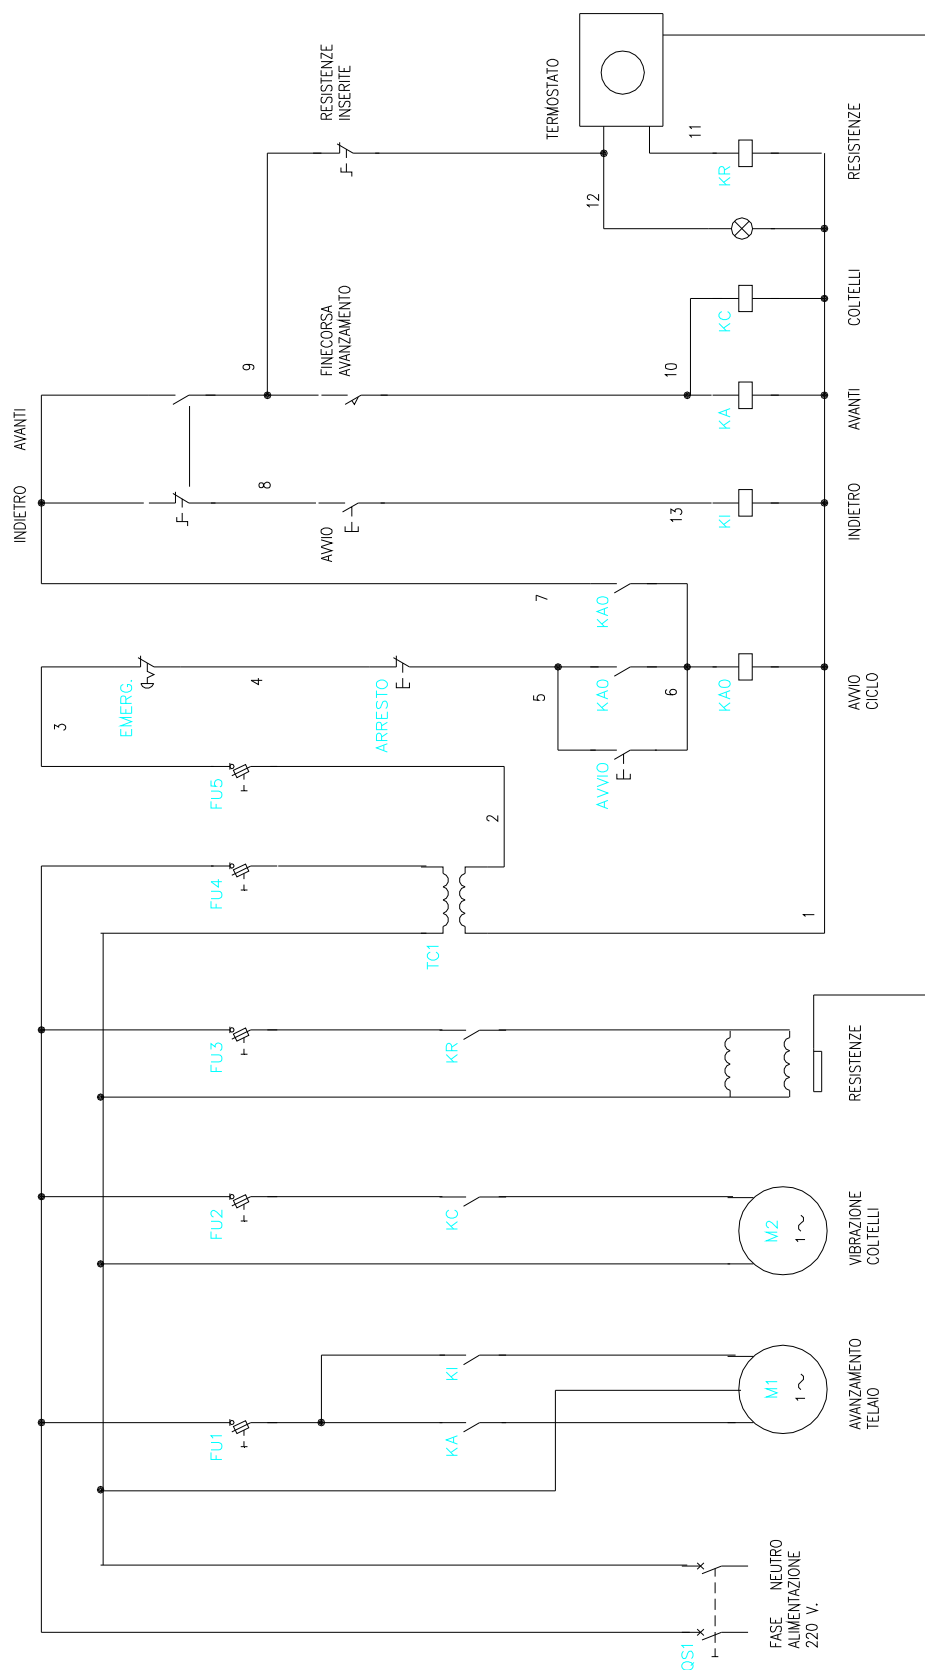 QS1
FASE NEUTRO
ALIMENTAZIONE
220 V.
FU1
KA
KI
M1
1
AVANZAMENTO
TELAIO
FU2
KC
M2
1
VIBRAZIONE
COLTELLI
FU3
KR
RESISTENZE
FU4
TC1
1
FU5
2
3
EMERG.
4
ARRESTO
5
AVVIO
KA0
6
KA0
AVVIO
CICLO
7
KA0
INDIETRO
AVANTI
8
AVVIO
13
KI
INDIETRO
9
FINECORSA
AVANZAMENTO
10
KA
AVANTI
KC
COLTELLI
RESISTENZE
INSERITE
12
TERMOSTATO
11
KR
RESISTENZE